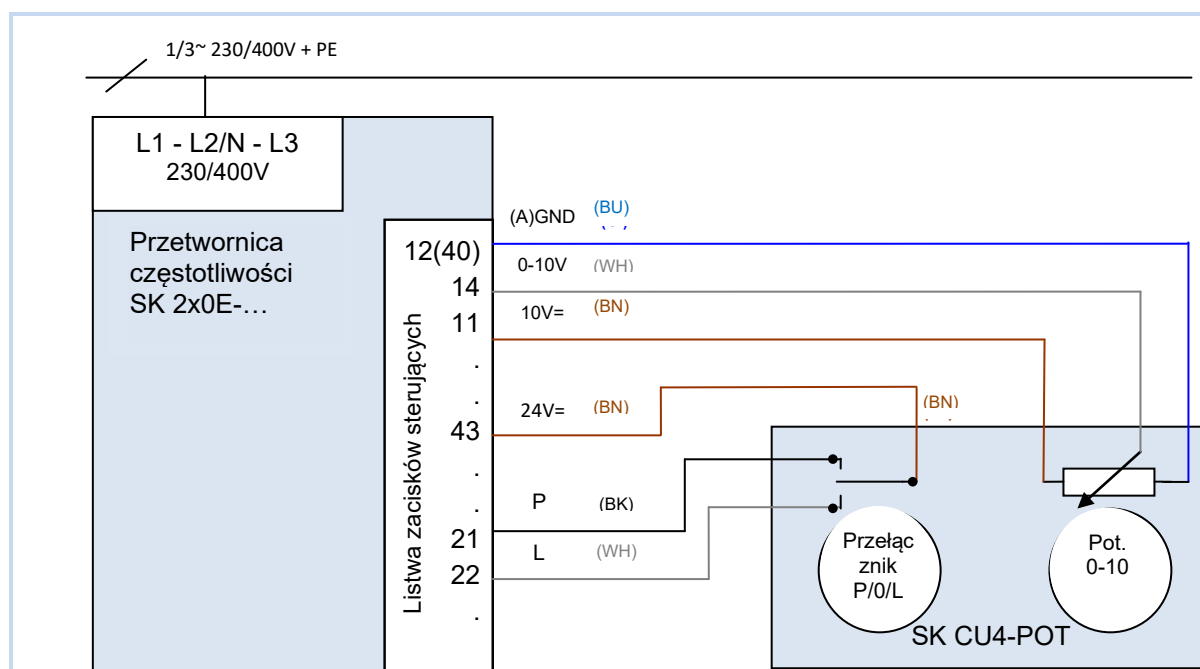 1/3~ 230/400V + PE
L1 - L2/N - L3
230/400V
Przetwornica
częstotliwości
SK 2x0E-…
Listwa zacisków sterujących
12(40)
14
11
.
.
43
.
.
21
22
.
(A)GND (BU)
0-10V (WH)
10V= (BN)
24V= (BN)
(BN)
P (BK)
L (WH)
Przełąc
znik
P/0/L
Pot.
0-10
SK CU4-POT